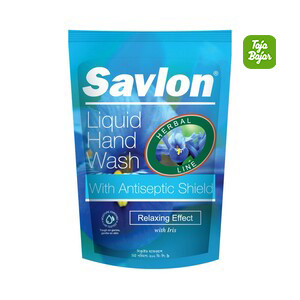 Taja
Bajar
Savlon®
Liquid
Hand
Wash
HERBAL
LINE
With Antiseptic Shield
Relaxing Effect
with Iris